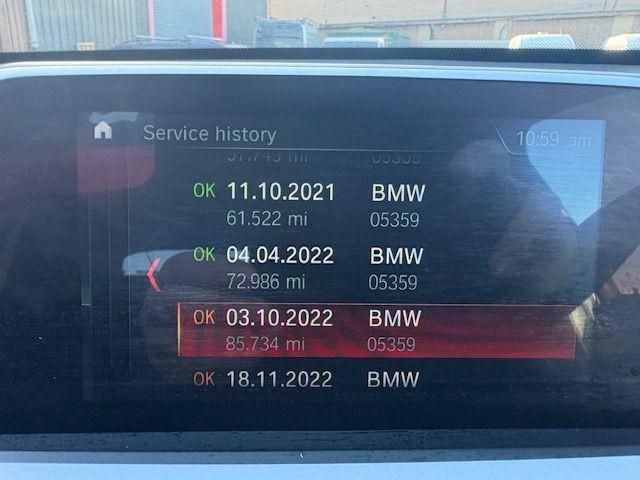 Service history
10:59 am
05359
OK 11.10.2021 BMW
61.522 mi 05359
OK 04.04.2022 BMW
72.986 mi 05359
OK 03.10.2022 BMW
85.734 mi 05359
OK 18.11.2022 BMW